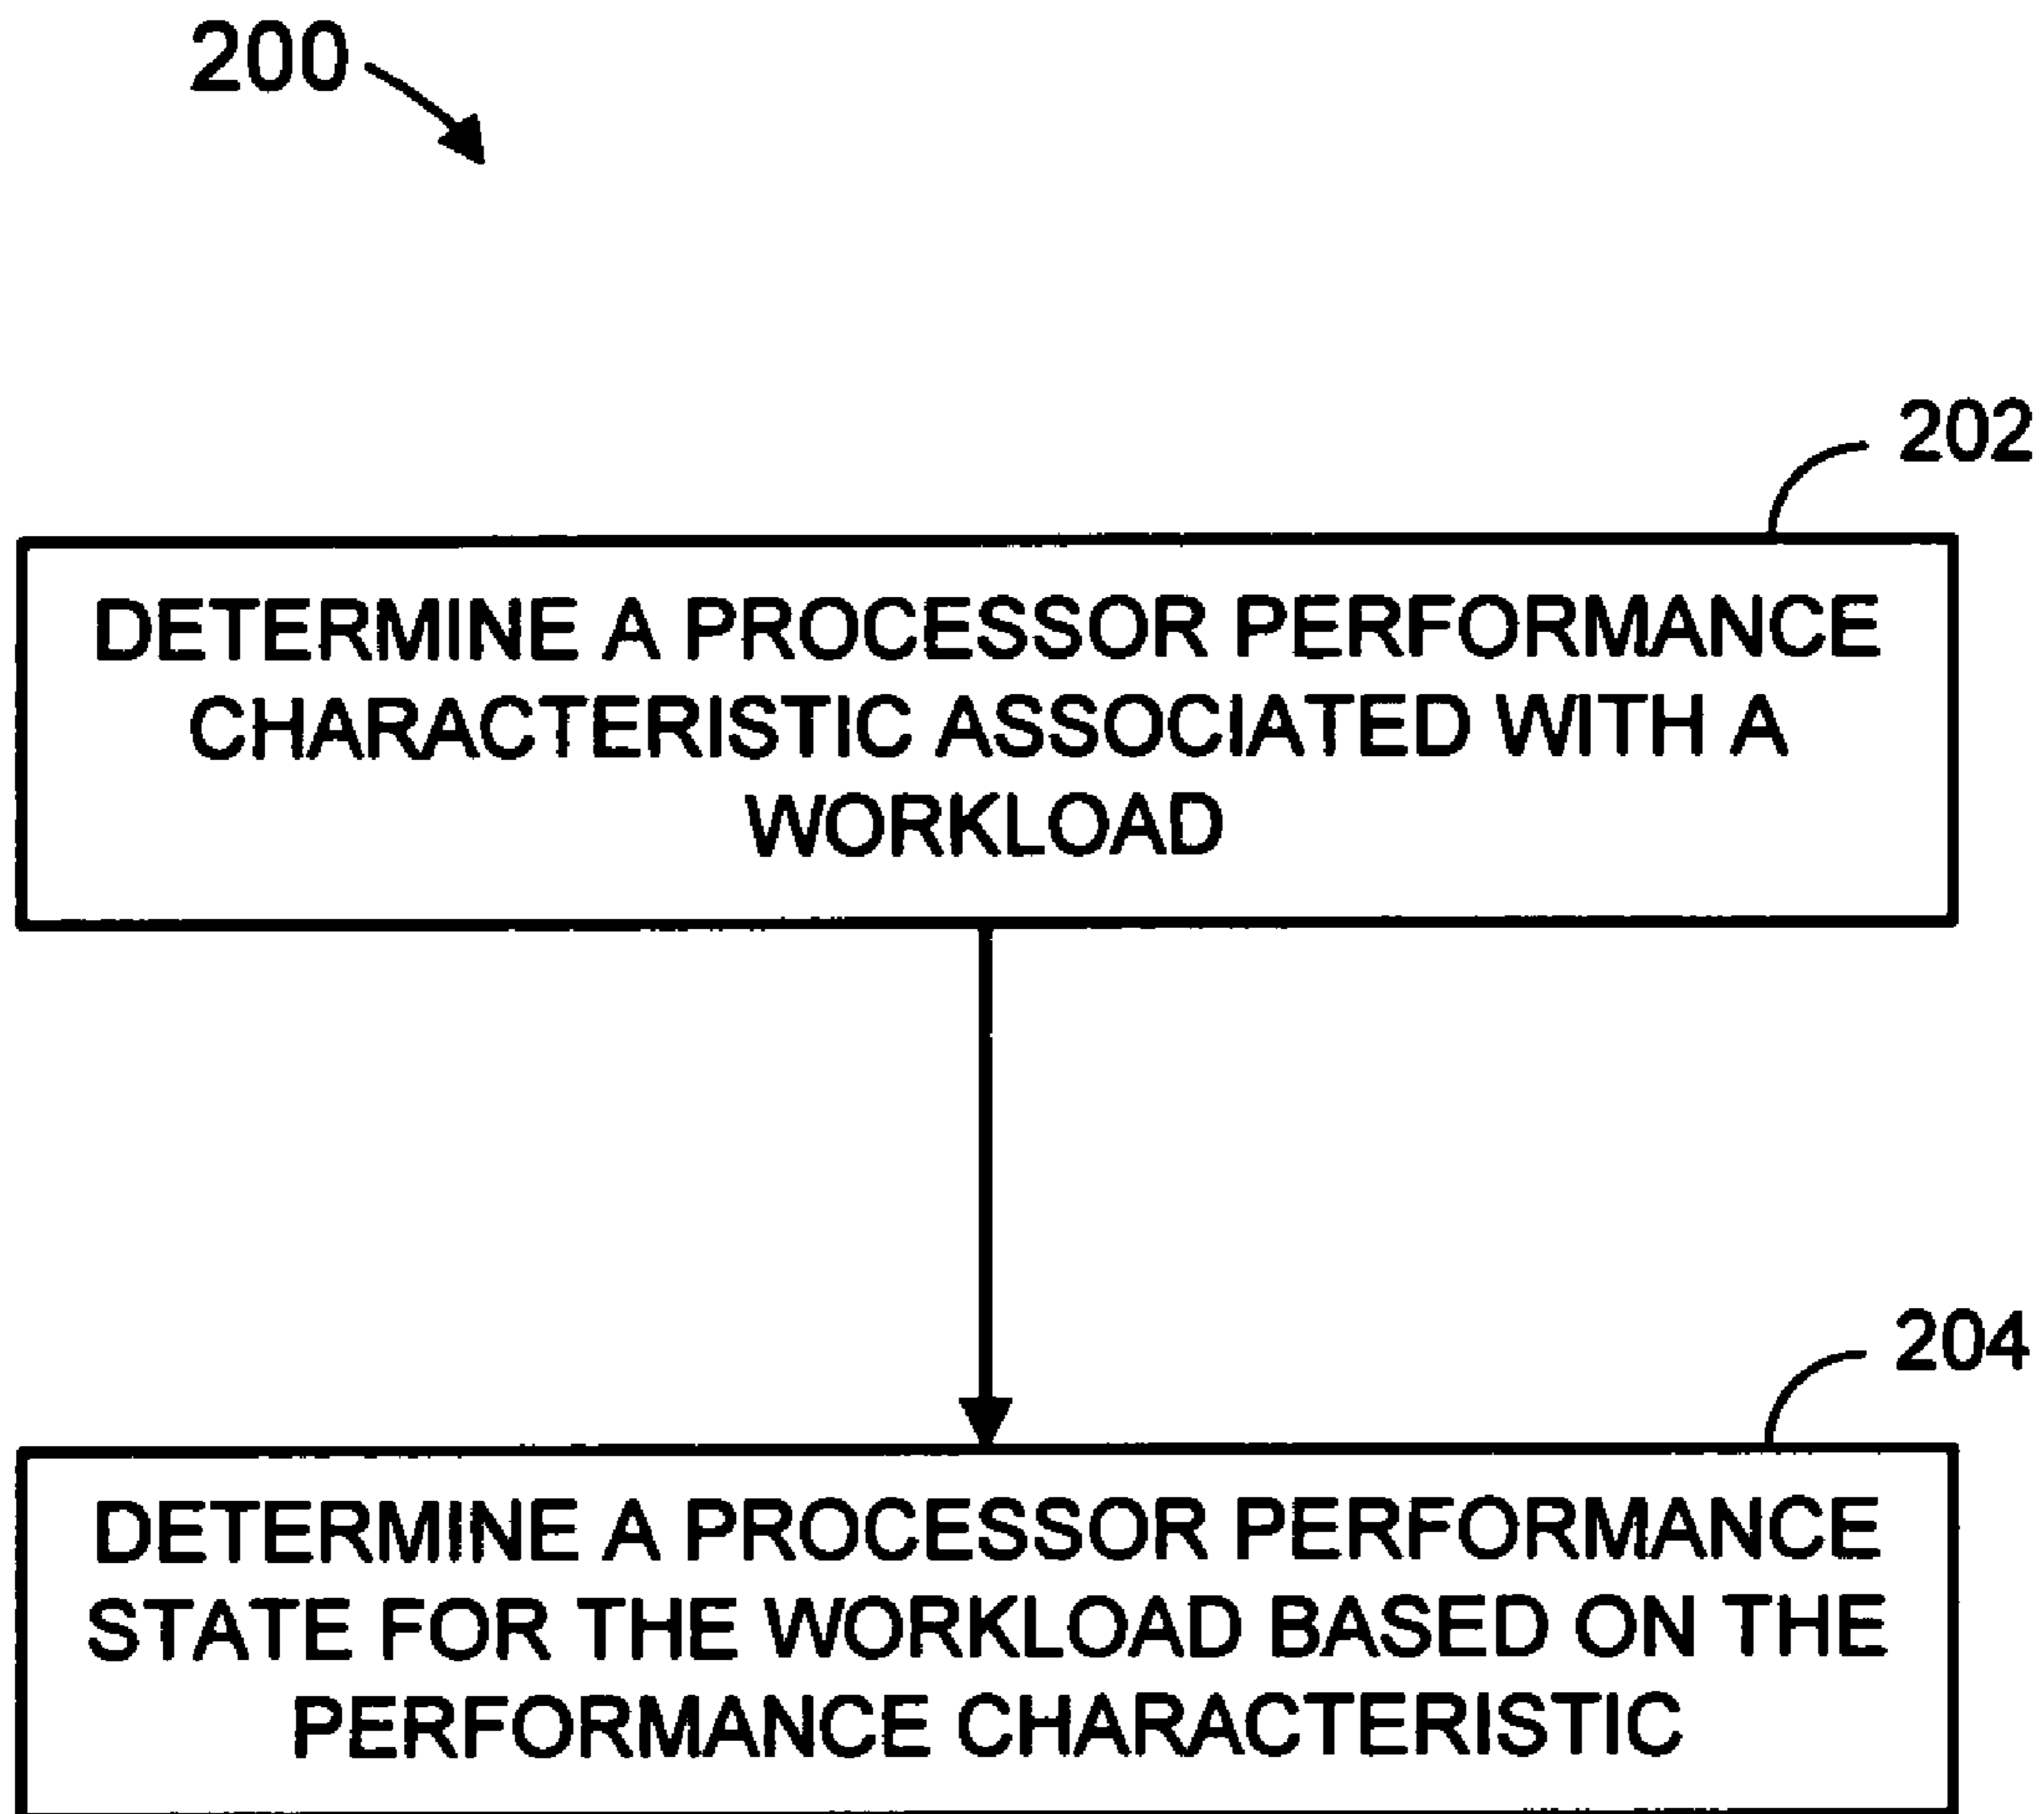 200
202
DETERMINE A PROCESSOR PERFORMANCE
CHARACTERISTIC ASSOCIATED WITH A
WORKLOAD
204
DETERMINE A PROCESSOR PERFORMANCE
STATE FOR THE WORKLOAD BASED ON THE
PERFORMANCE CHARACTERISTIC